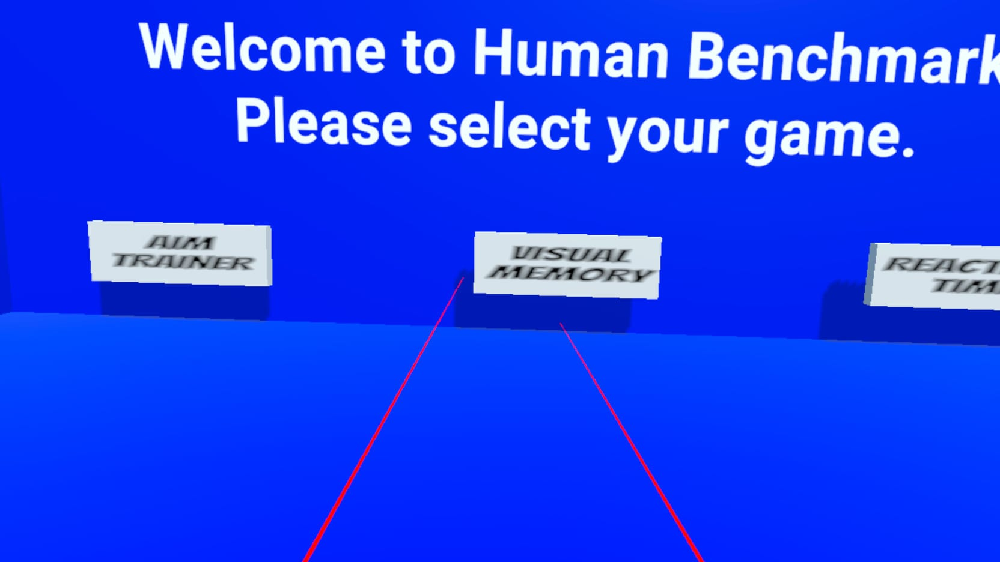 Welcome to Human Benchmark
Please select your game.
AIM
TRAINER
VISUAL
MEMORY